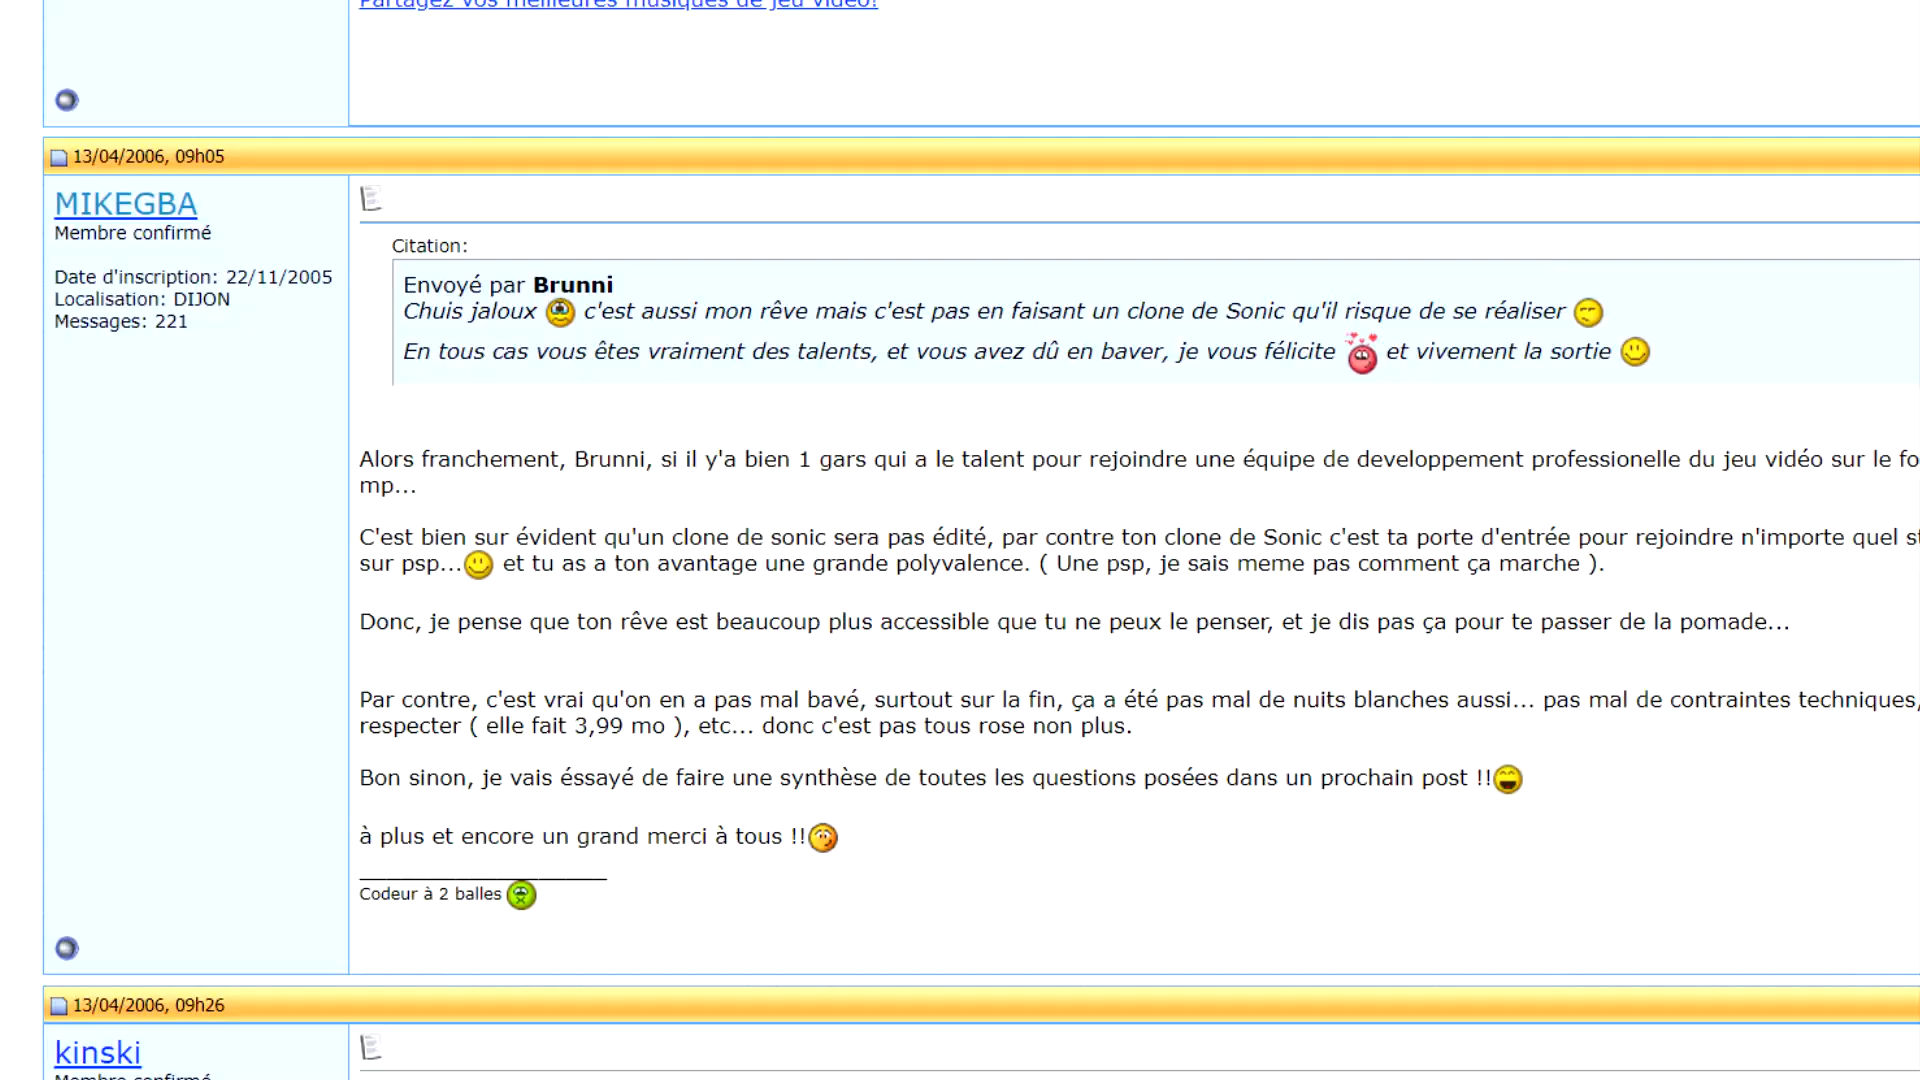 Partagez vos meilleures musiques de jeu vidéo!
13/04/2006, 09h05
MIKEGBA
Membre confirmé
Date d'inscription: 22/11/2005
Localisation: DIJON
Messages: 221
Citation:
Envoyé par Brunni
Chuis jaloux c'est aussi mon rêve mais c'est pas en faisant un clone de Sonic qu'il risque de se réaliser
En tous cas vous êtes vraiment des talents, et vous avez dû en baver, je vous félicite et vivement la sortie
Alors franchement, Brunni, si il y'a bien 1 gars qui a le talent pour rejoindre une équipe de developpement professionelle du jeu vidéo sur le fo
mp...
C'est bien sur évident qu'un clone de sonic sera pas édité, par contre ton clone de Sonic c'est ta porte d'entrée pour rejoindre n'importe quel st
sur psp... et tu as a ton avantage une grande polyvalence. ( Une psp, je sais meme pas comment ça marche ).
Donc, je pense que ton rêve est beaucoup plus accessible que tu ne peux le penser, et je dis pas ça pour te passer de la pomade...
Par contre, c'est vrai qu'on en a pas mal bavé, surtout sur la fin, ça a été pas mal de nuits blanches aussi... pas mal de contraintes techniques,
respecter ( elle fait 3,99 mo ), etc... donc c'est pas tous rose non plus.
Bon sinon, je vais éssayé de faire une synthèse de toutes les questions posées dans un prochain post !!
à plus et encore un grand merci à tous !!
Codeur à 2 balles
13/04/2006, 09h26
kinski
Membre confirmé